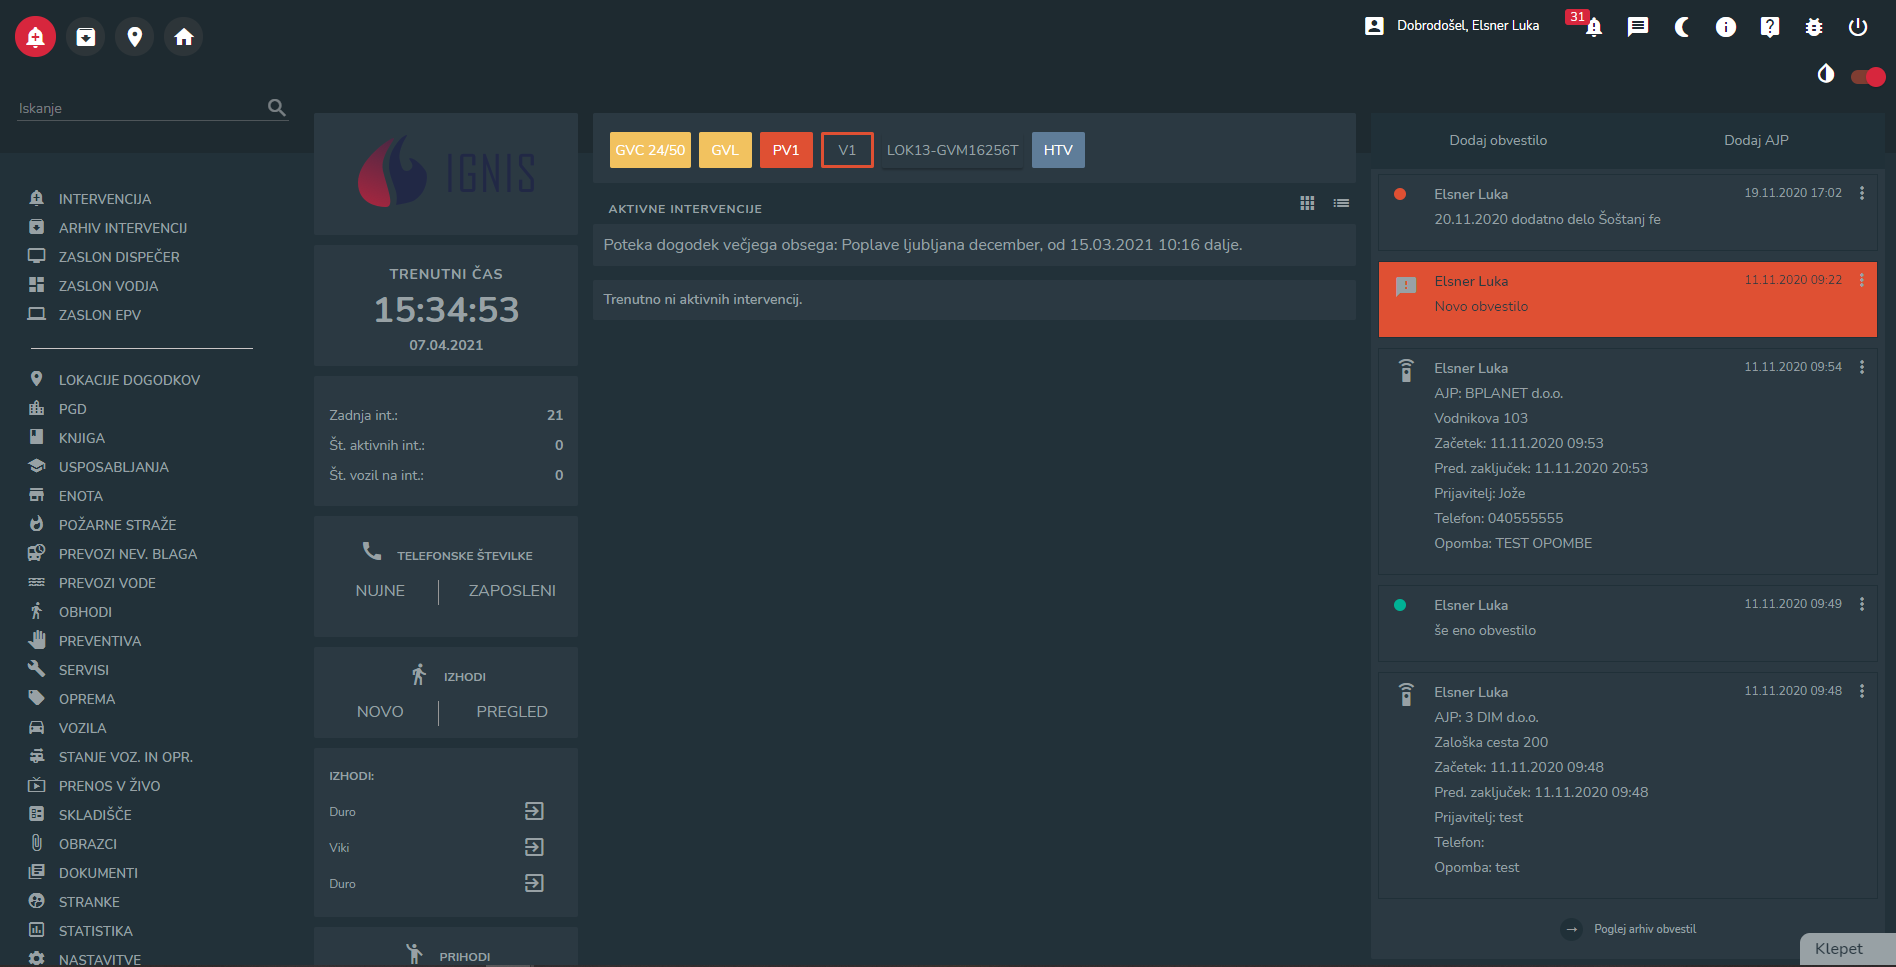 Dobrodošel, Elsner Luka
31
Iskanje
INTERVENCIJA
ARHIV INTERVENCIJ
ZASLON DISPEČER
ZASLON VODJA
ZASLON EPV
LOKACIJE DOGODKOV
PGD
KNJIGA
USPOSABLJANJA
ENOTA
POŽARNE STRAŽE
PREVOZI NEV. BLAGA
PREVOZI VODE
OBHODI
PREVENTIVA
SERVISI
OPREMA
VOZILA
STANJE VOZ. IN OPR.
PRENOS V ŽIVO
SKLADIŠČE
OBRAZCI
DOKUMENTI
STRANKE
STATISTIKA
NASTAVITVE
IGNIS
TRENUTNI ČAS
15:34:53
07.04.2021
Zadnja int.: 21
Št. aktivnih int.: 0
Št. vozil na int.: 0
TELEFONSKE ŠTEVILKE
NUJNE ZAPOSLENI
IZHODI
NOVO PREGLED
IZHODI:
Duro
Viki
Duro
PRIHODI
GVC 24/50 GVL PV1 V1 LOK13-GVM16256T HTV
AKTIVNE INTERVENCIJE
Poteka dogodek večjega obsega: Poplave ljubljana december, od 15.03.2021 10:16 dalje.
Trenutno ni aktivnih intervencij.
Dodaj obvestilo Dodaj AJP
Elsner Luka 19.11.2020 17:02
20.11.2020 dodatno delo Šoštanj fe
Elsner Luka 11.11.2020 09:22
Novo obvestilo
Elsner Luka 11.11.2020 09:54
AJP: BPLANET d.o.o.
Vodnikova 103
Začetek: 11.11.2020 09:53
Pred. zaključek: 11.11.2020 20:53
Prijavitelj: Jože
Telefon: 040555555
Opomba: TEST OPOMBE
Elsner Luka 11.11.2020 09:49
še eno obvestilo
Elsner Luka 11.11.2020 09:48
AJP: 3 DIM d.o.o.
Zaloška cesta 200
Začetek: 11.11.2020 09:48
Pred. zaključek: 11.11.2020 09:48
Prijavitelj: test
Telefon:
Opomba: test
Poglej arhiv obvestil
Klepet